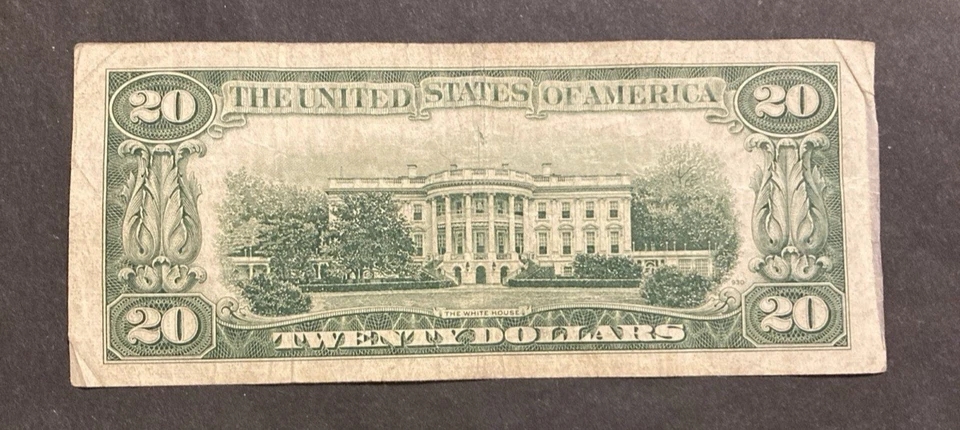 20 THE UNITED STATES OF AMERICA 20
THE WHITE HOUSE
20 TWENTY DOLLARS 20